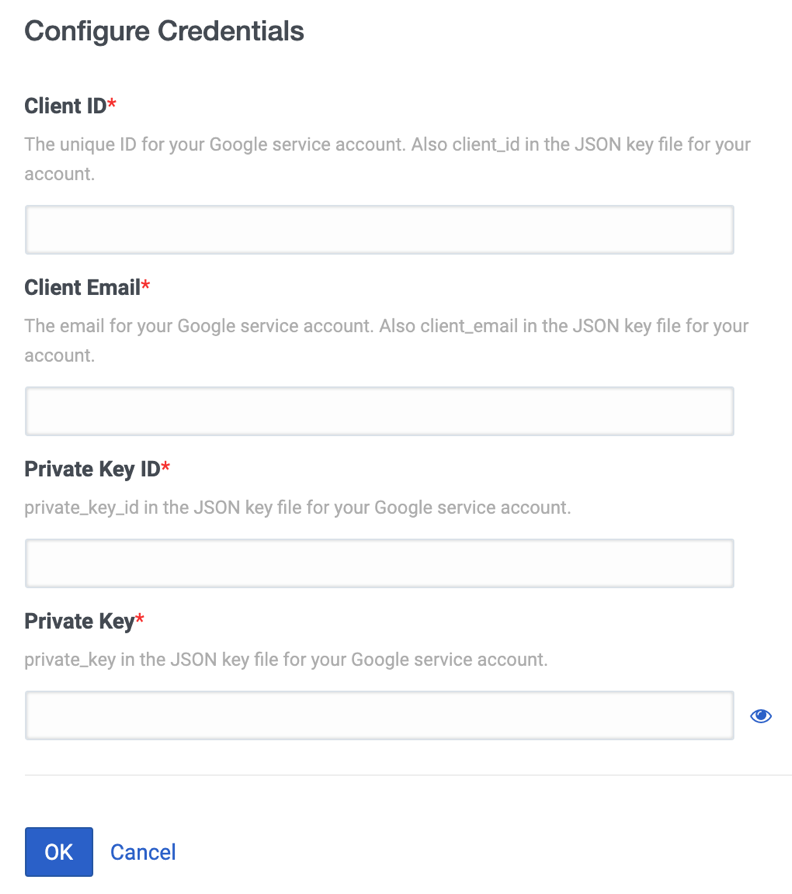 Configure Credentials
Client ID*
The unique ID for your Google service account. Also client_id in the JSON key file for your
account.
Client Email*
The email for your Google service account. Also client_email in the JSON key file for your
account.
Private Key ID*
private_key_id in the JSON key file for your Google service account.
Private Key*
private_key in the JSON key file for your Google service account.
OK Cancel